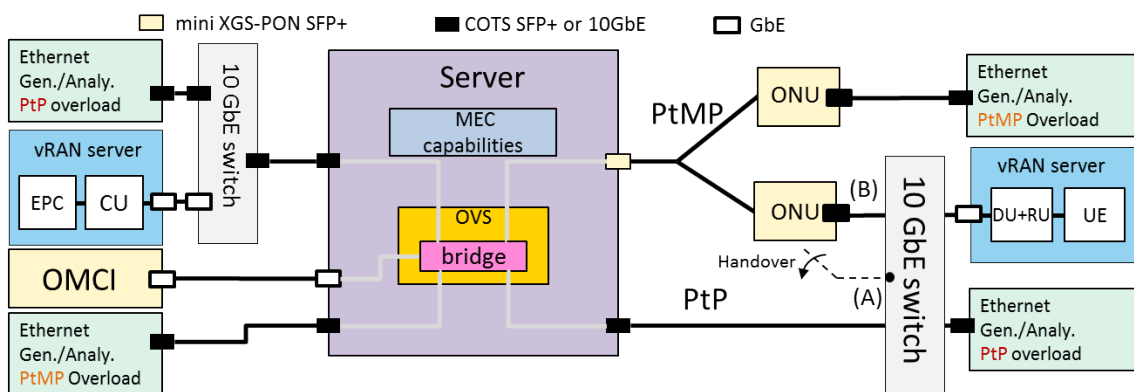 mini XGS-PON SFP+
COTS SFP+ or 10GbE
GbE
Ethernet
Gen./Analy.
PtP overload
10 GbE switch
vRAN server
EPC
CU
OMCI
Ethernet
Gen./Analy.
PtMP Overload
Server
MEC
capabilities
OVS
bridge
PtMP
ONU
ONU
(B)
Handover
(A)
PtP
10 GbE switch
Ethernet
Gen./Analy.
PtMP Overload
vRAN server
DU+RU
UE
Ethernet
Gen./Analy.
PtP overload